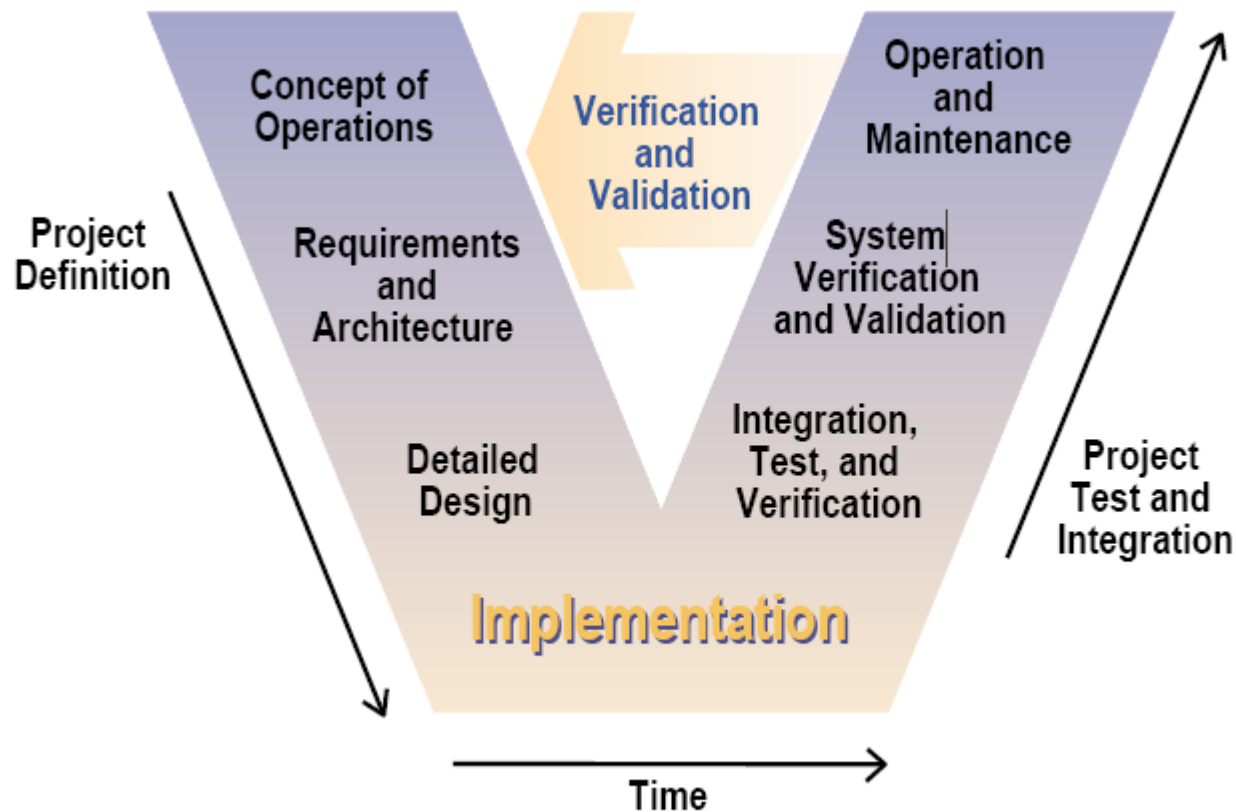 Concept of
Operations
Verification
and
Validation
Operation
and
Maintenance
Project
Definition
Requirements
and
Architecture
System
Verification
and Validation
Detailed
Design
Integration,
Test, and
Verification
Project
Test and
Integration
Implementation
Time